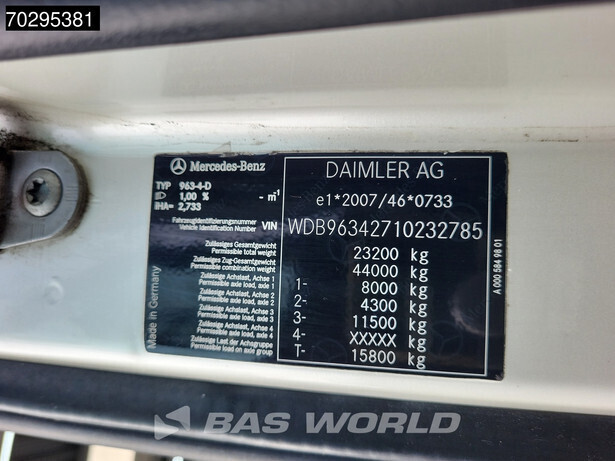 70295381
Mercedes-Benz
TYP 963-4-D
1,00 % - m⁻¹
iHA= 2,733
Fahrzeugidentifizierungsnummer
Vehicle Identification Number VIN
Zulässiges Gesamtgewicht
Permissible total weight
Zulässiges Zug-Gesamtgewicht
Permissible combination weight
Zulässige Achslast, Achse 1
Permissible axle load, axle 1
Zulässige Achslast, Achse 2
Permissible axle load, axle 2
Zulässige Achslast, Achse 3
Permissible axle load, axle 3
Zulässige Achslast, Achse 4
Permissible axle load, axle 4
Zulässige Last der Achsgruppe
Permissible load on axle group
Made in Germany
DAIMLER AG
e1*2007/46*0733
WDB96342710232785
23200 kg
44000 kg
1- 8000 kg
2- 4300 kg
3- 11500 kg
4- XXXXX kg
T- 15800 kg
A 000 584 98 01
BAS WORLD